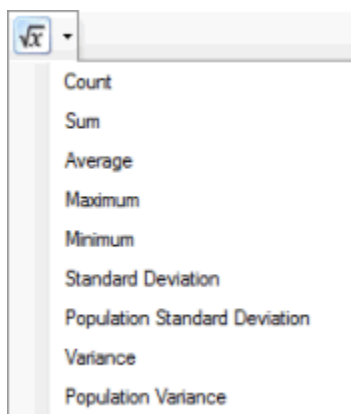 √x
Count
Sum
Average
Maximum
Minimum
Standard Deviation
Population Standard Deviation
Variance
Population Variance